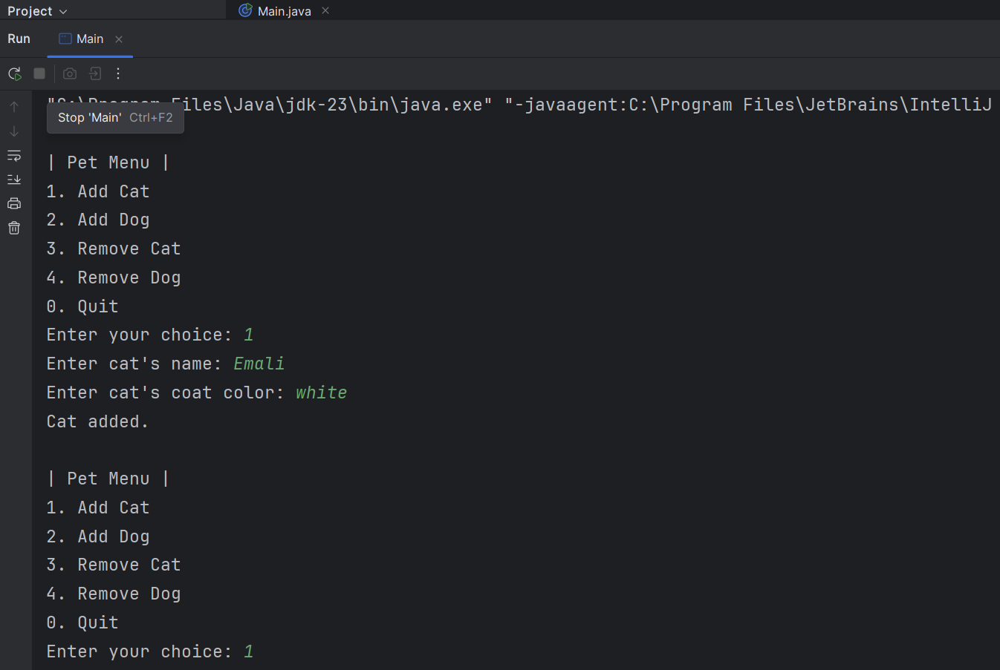 Project Main.java
Run Main
"C:\Program Files\Java\jdk-23\bin\java.exe" "-javaagent:C:\Program Files\JetBrains\IntelliJ
Stop 'Main' Ctrl+F2
| Pet Menu |
1. Add Cat
2. Add Dog
3. Remove Cat
4. Remove Dog
0. Quit
Enter your choice: 1
Enter cat's name: Emali
Enter cat's coat color: white
Cat added.
| Pet Menu |
1. Add Cat
2. Add Dog
3. Remove Cat
4. Remove Dog
0. Quit
Enter your choice: 1